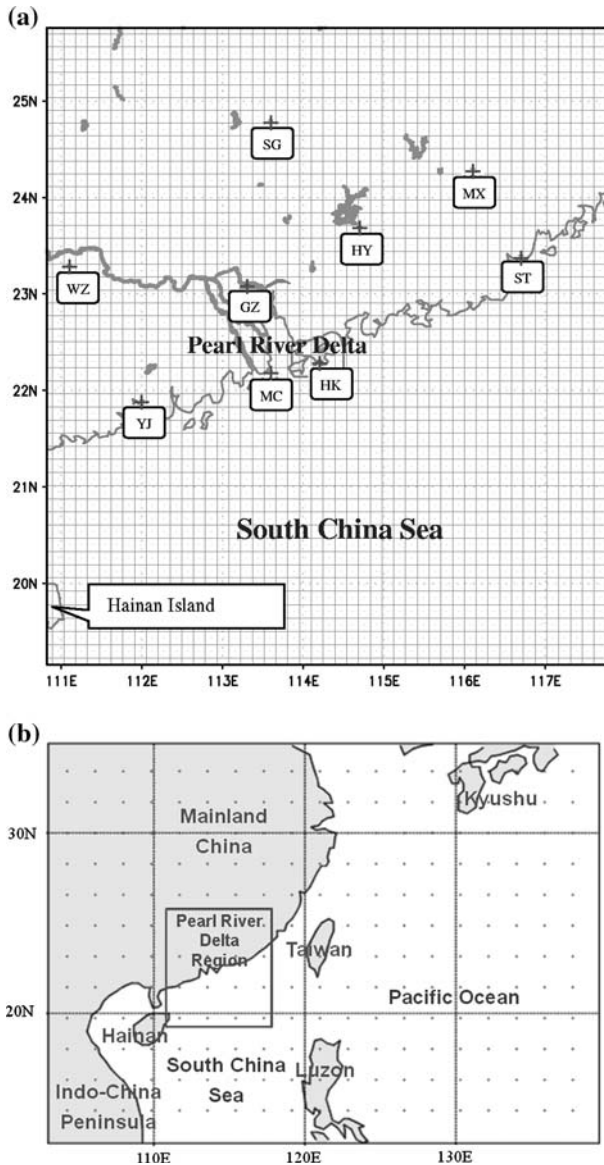 (a)
25N
SG
24N
MX
HY
WZ
23N
GZ
ST
Pearl River Delta
22N
HK
MC
YJ
21N
South China Sea
20N
Hainan Island
111E 112E 113E 114E 115E 116E 117E
(b)
Kyushu
30N
Mainland
China
Pearl River
Delta
Region
Taiwan
Pacific Ocean
20N
Hainan
South China
Sea
Luzon
Indo-China
Peninsula
110E 120E 130E